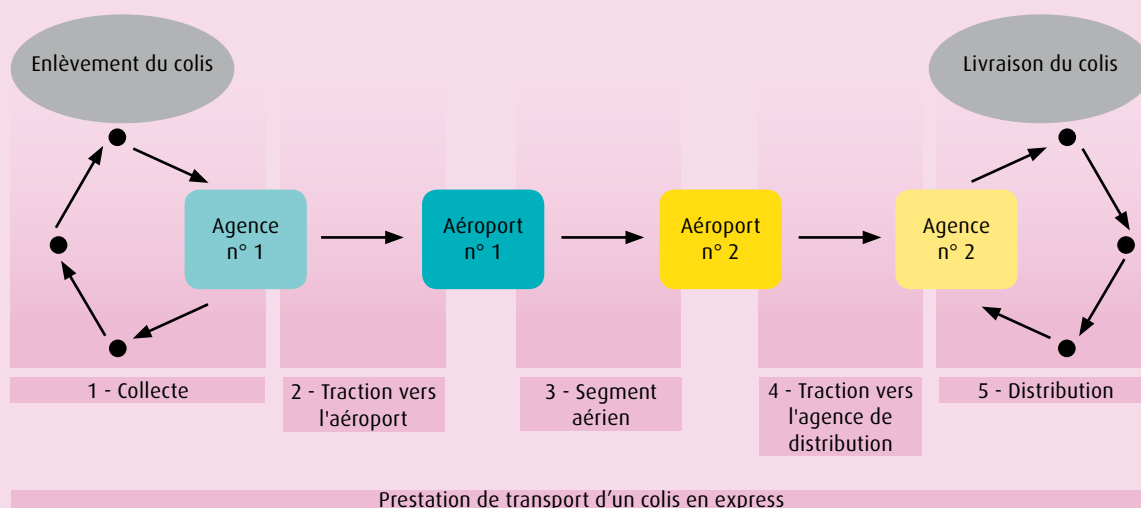 Enlèvement du colis
Livraison du colis
Agence
n° 1
Aéroport
n° 1
Aéroport
n° 2
Agence
n° 2
1 - Collecte
2 - Traction vers
l'aéroport
3 - Segment
aérien
4 - Traction vers
l'agence de
distribution
5 - Distribution
Prestation de transport d’un colis en express